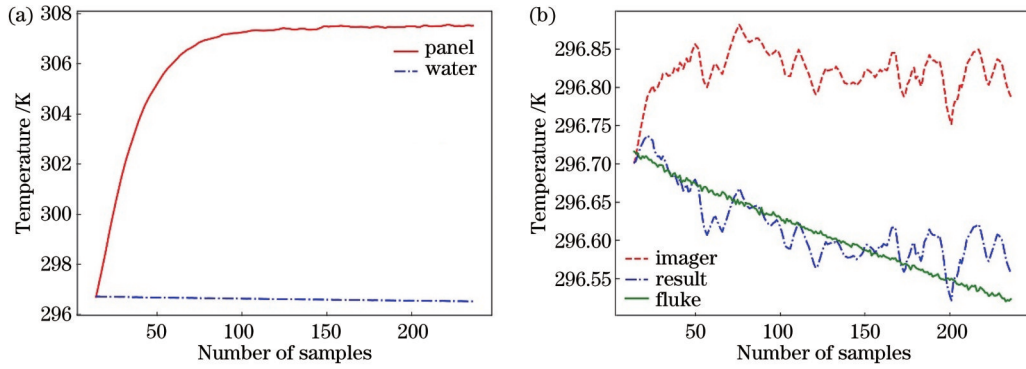 (a)
308
306
304
302
300
298
296
Temperature /K
panel
water
50
100
150
200
Number of samples
(b)
296.85
296.80
296.75
296.70
296.65
296.60
296.55
Temperature /K
imager
result
fluke
50
100
150
200
Number of samples